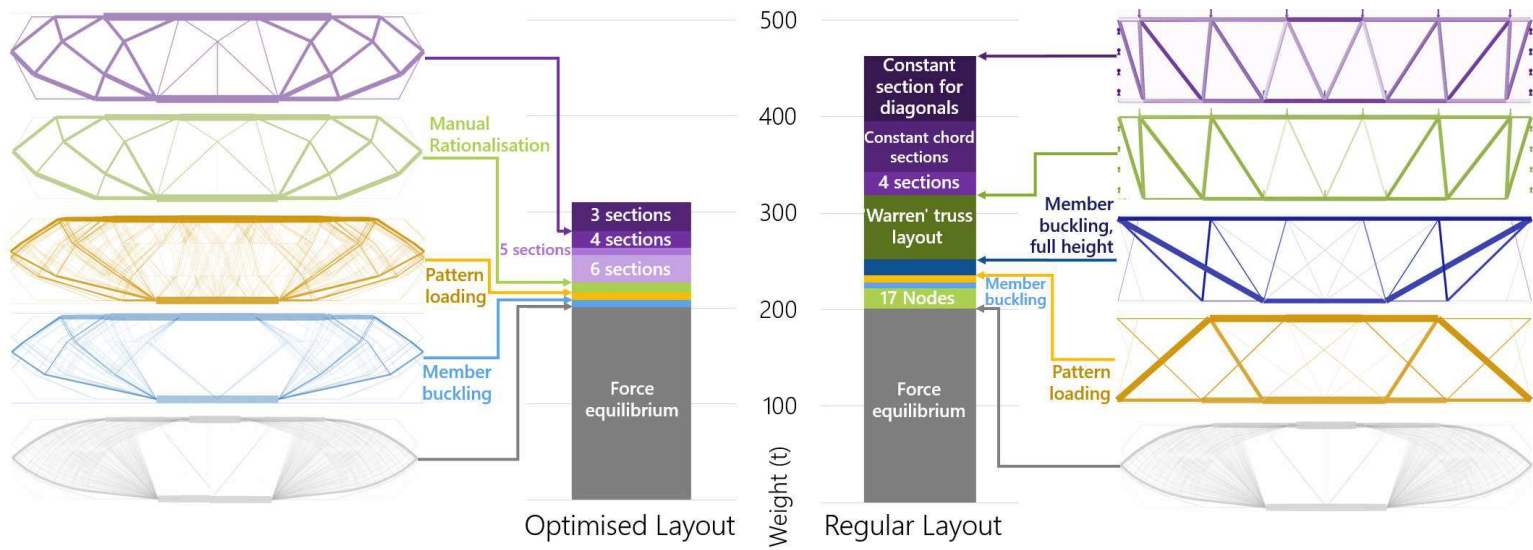 Manual
Rationalisation
Pattern
loading
Member
buckling
3 sections
4 sections
5 sections
6 sections
Force
equilibrium
Optimised Layout
500
400
300
200
100
Weight (t)
Constant
section for
diagonals
Constant chord
sections
4 sections
'Warren' truss
layout
17 Nodes
Force
equilibrium
Regular Layout
Member
buckling,
full height
Member
buckling
Pattern
loading